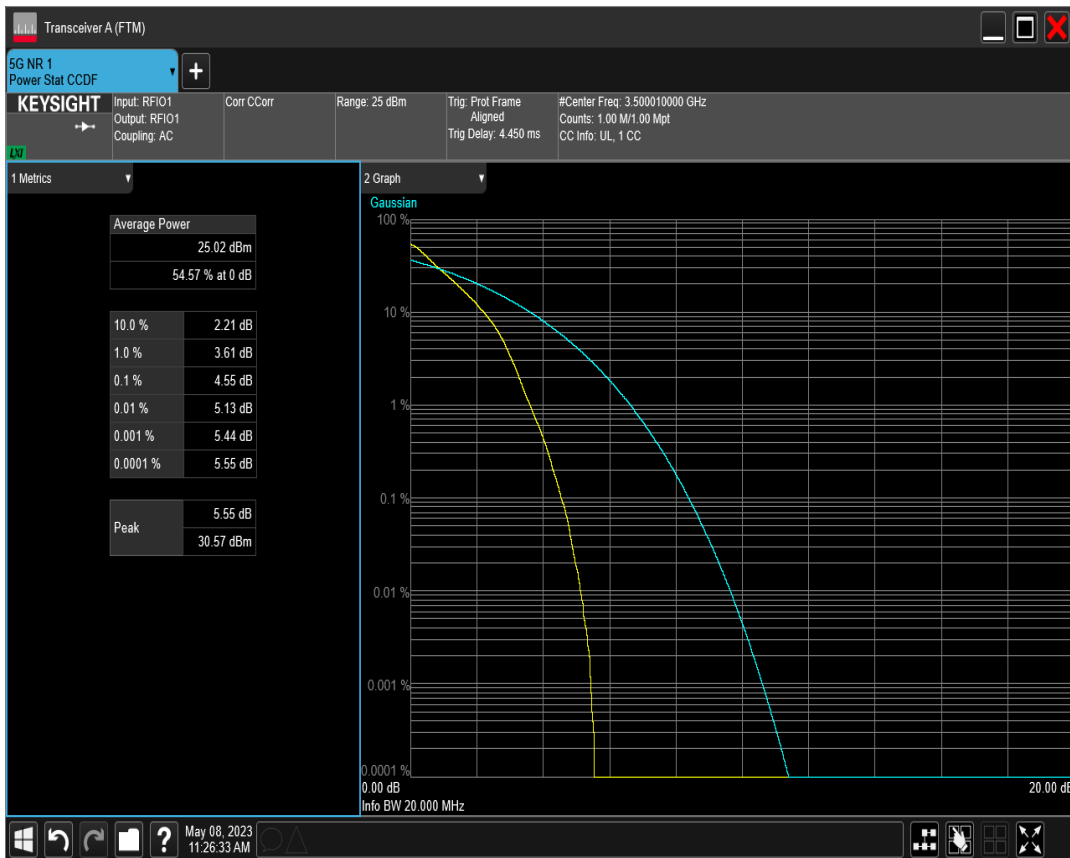 Transceiver A (FTM)
5G NR 1
Power Stat CCDF
KEYSIGHT
LXI
Input: RFIO1
Output: RFIO1
Coupling: AC
Corr CCorr
Range: 25 dBm
Trig: Prot Frame
Aligned
Trig Delay: 4.450 ms
#Center Freq: 3.500010000 GHz
Counts: 1.00 M/1.00 Mpt
CC Info: UL, 1 CC
1 Metrics
Average Power
25.02 dBm
54.57 % at 0 dB
10.0 % 2.21 dB
1.0 % 3.61 dB
0.1 % 4.55 dB
0.01 % 5.13 dB
0.001 % 5.44 dB
0.0001 % 5.55 dB
Peak
5.55 dB
30.57 dBm
2 Graph
Gaussian
100 %
10 %
1 %
0.1 %
0.01 %
0.001 %
0.0001 %
0.00 dB
20.00 dB
Info BW 20.000 MHz
?
May 08, 2023
11:26:33 AM